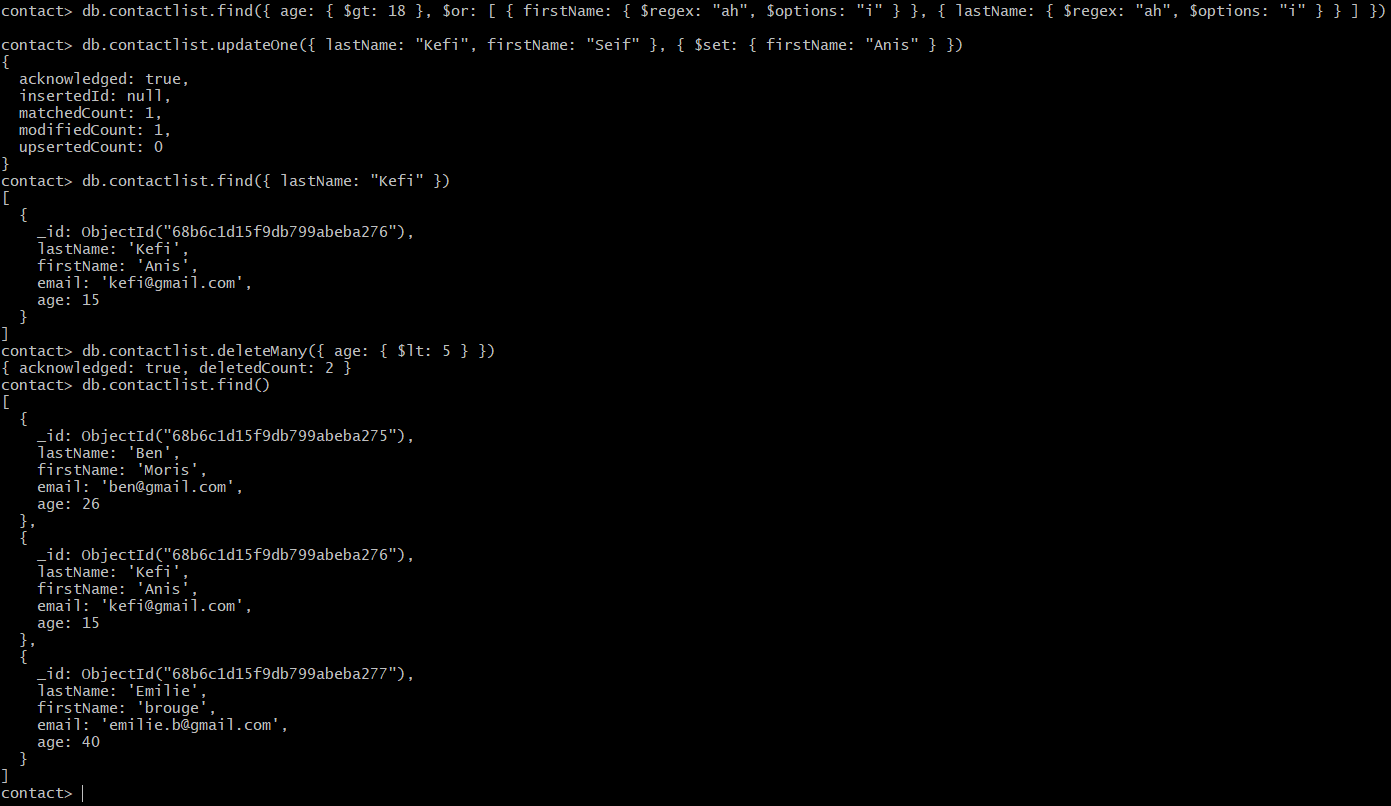 contact> db.contactlist.find({ age: { $gt: 18 }, $or: [ { firstName: { $regex: "ah", $options: "i" } }, { lastName: { $regex: "ah", $options: "i" } } ] })
contact> db.contactlist.updateOne({ lastName: "Kefi", firstName: "Seif" }, { $set: { firstName: "Anis" } })
{
  acknowledged: true,
  insertedId: null,
  matchedCount: 1,
  modifiedCount: 1,
  upsertedCount: 0
}
contact> db.contactlist.find({ lastName: "Kefi" })
[
  {
    _id: ObjectId("68b6c1d15f9db799abeba276"),
    lastName: 'Kefi',
    firstName: 'Anis',
    email: 'kefi@gmail.com',
    age: 15
  }
]
contact> db.contactlist.deleteMany({ age: { $lt: 5 } })
{ acknowledged: true, deletedCount: 2 }
contact> db.contactlist.find()
[
  {
    _id: ObjectId("68b6c1d15f9db799abeba275"),
    lastName: 'Ben',
    firstName: 'Moris',
    email: 'ben@gmail.com',
    age: 26
  },
  {
    _id: ObjectId("68b6c1d15f9db799abeba276"),
    lastName: 'Kefi',
    firstName: 'Anis',
    email: 'kefi@gmail.com',
    age: 15
  },
  {
    _id: ObjectId("68b6c1d15f9db799abeba277"),
    lastName: 'Emilie',
    firstName: 'brouge',
    email: 'emilie.b@gmail.com',
    age: 40
  }
]
contact>